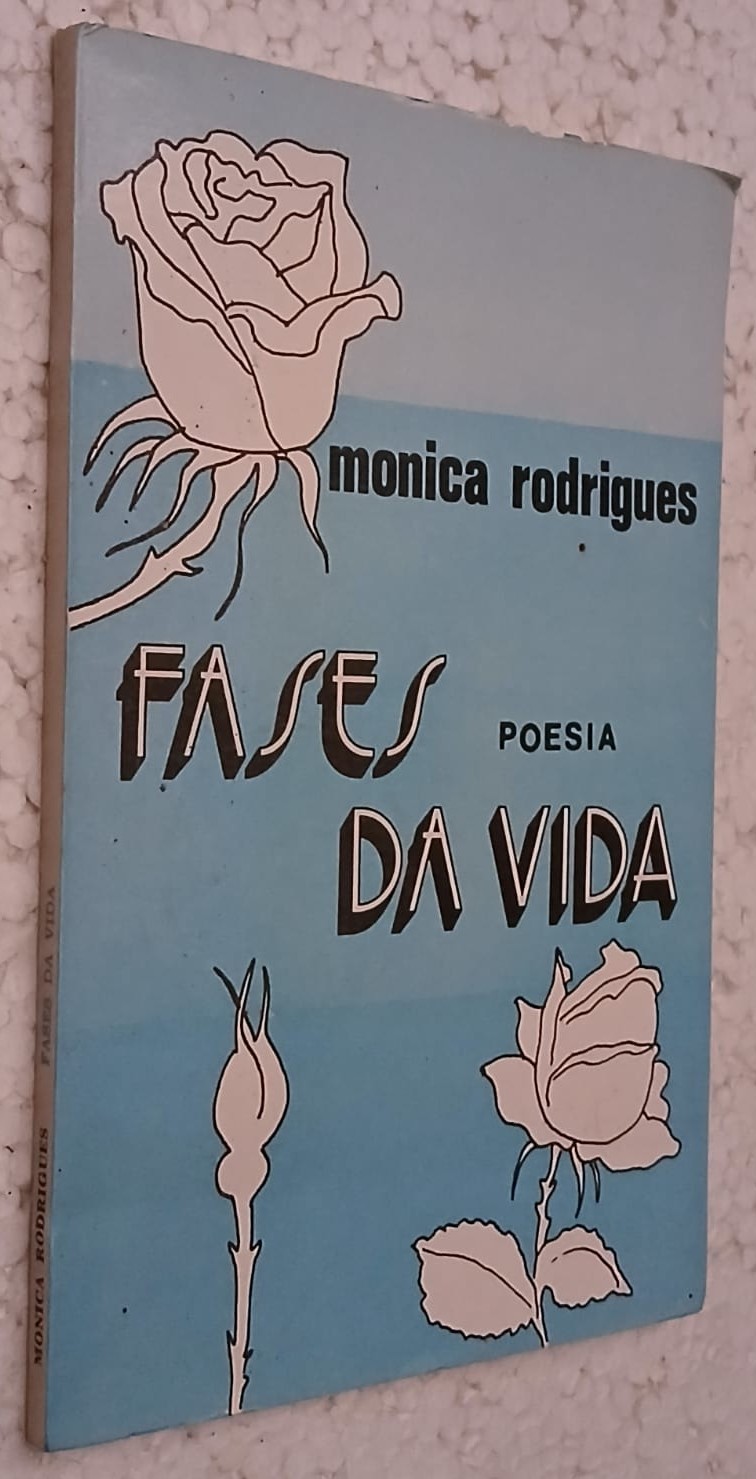 monica rodrigues
FASES
POESIA
DA VIDA
MONICA RODRIGUES FASES DA VIDA